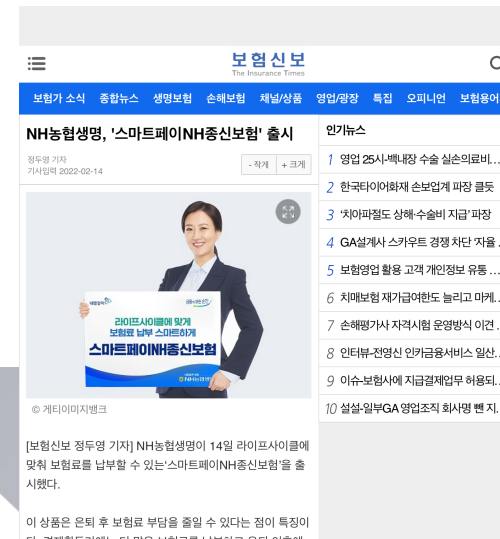 보험신보
The Insurance Times
보험가 소식 종합뉴스 생명보험 손해보험 채널/상품 영업/광장 특집 오피니언 보험용어
NH농협생명, '스마트페이NH종신보험' 출시
정두영 기자
기사입력 2022-02-14
- 작게 + 크게
라이프사이클에 맞게
보험료 납부 스마트하게
스마트페이NH종신보험
NH농협생명
© 게티이미지뱅크
[보험신보 정두영 기자] NH농협생명이 14일 라이프사이클에
맞춰 보험료를 납부할 수 있는'스마트페이NH종신보험'을 출
시했다.
이 상품은 은퇴 후 보험료 부담을 줄일 수 있다는 점이 특징이
인기뉴스
1 영업 25시-백내장 수술 실손의료비...
2 한국타이어화재 손보업계 파장 클듯
3 '치아파절도 상해·수술비 지급' 파장
4 GA설계사 스카우트 경쟁 차단 '자율
5 보험영업 활용 고객 개인정보 유통 ...
6 치매보험 재가급여한도 늘리고 마케..
7 손해평가사 자격시험 운영방식 이견 .
8 인터뷰-전영신 인카금융서비스 일산..
9 이슈-보험사에 지급결제업무 허용되..
10 설설-일부GA 영업조직 회사명 뺀 지.